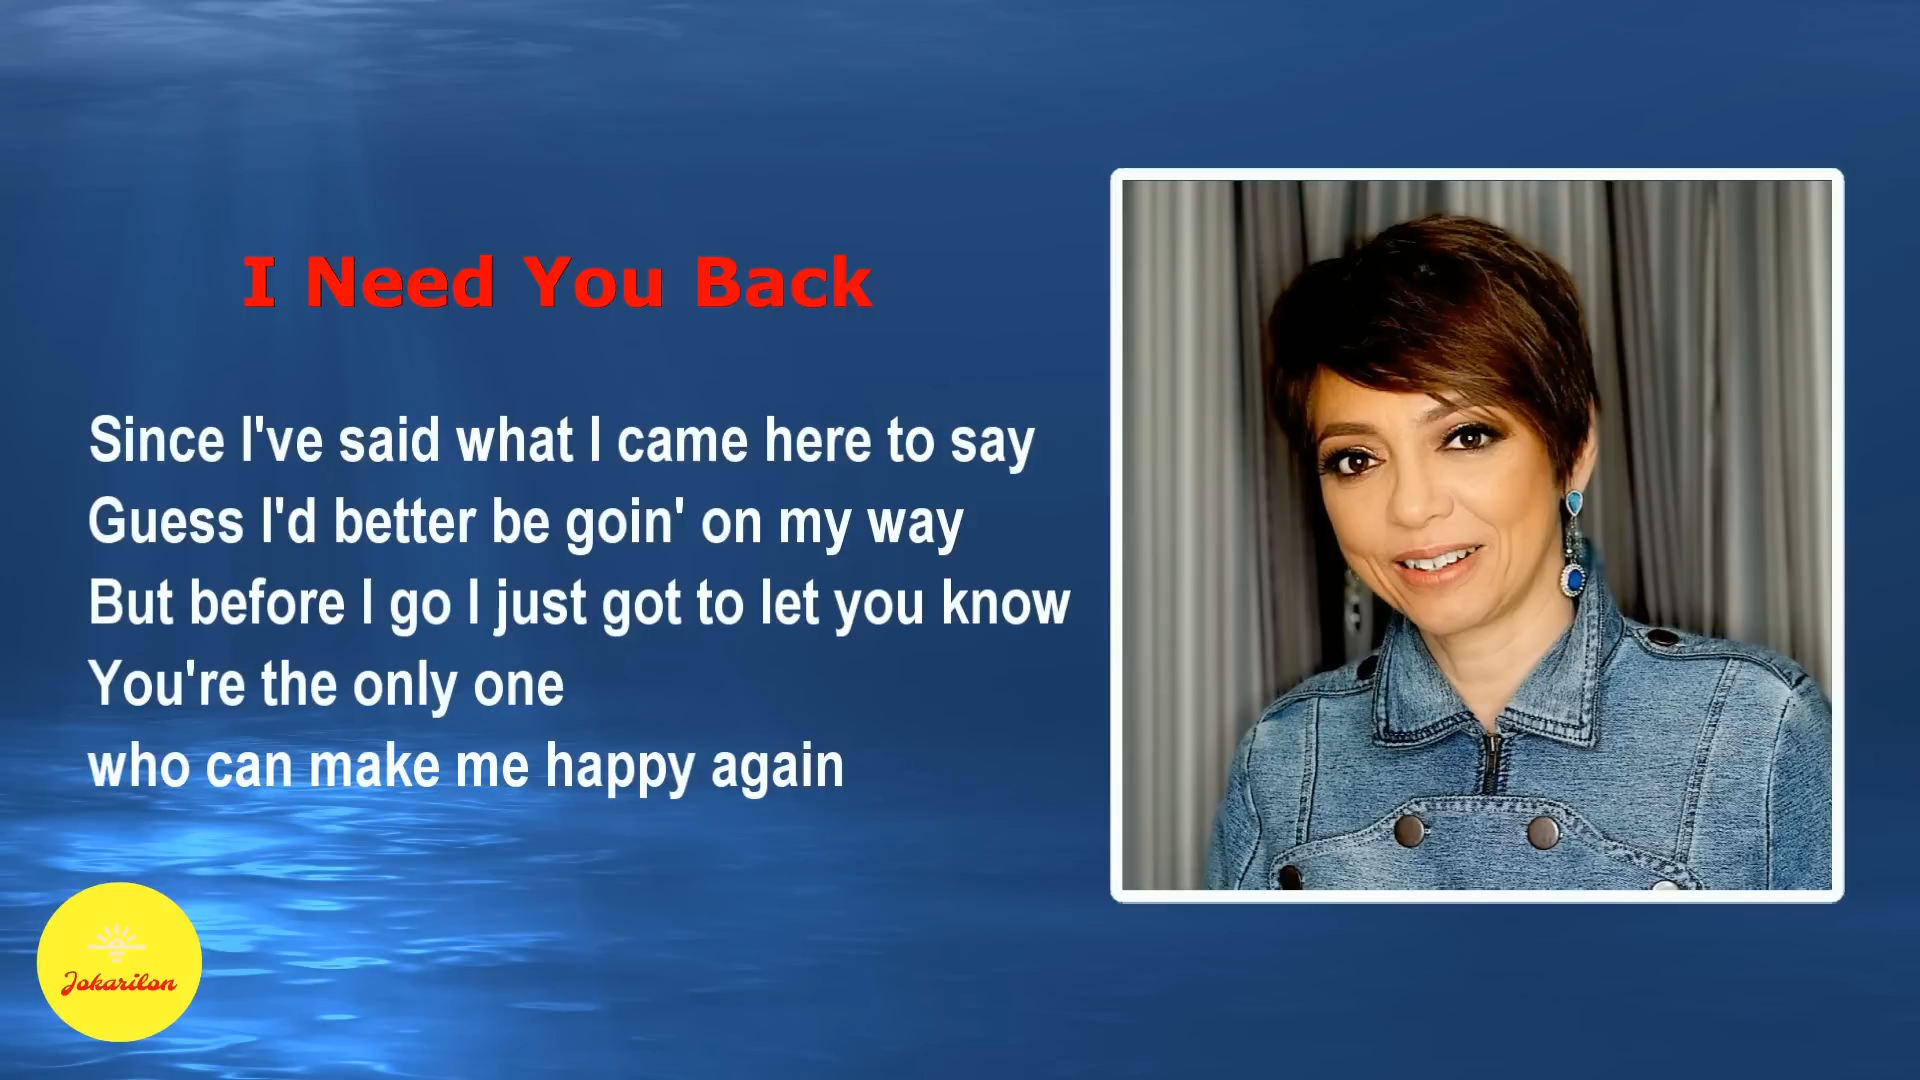 I Need You Back
Since I've said what I came here to say
Guess I'd better be goin' on my way
But before I go I just got to let you know
You're the only one
who can make me happy again
Jokarilon